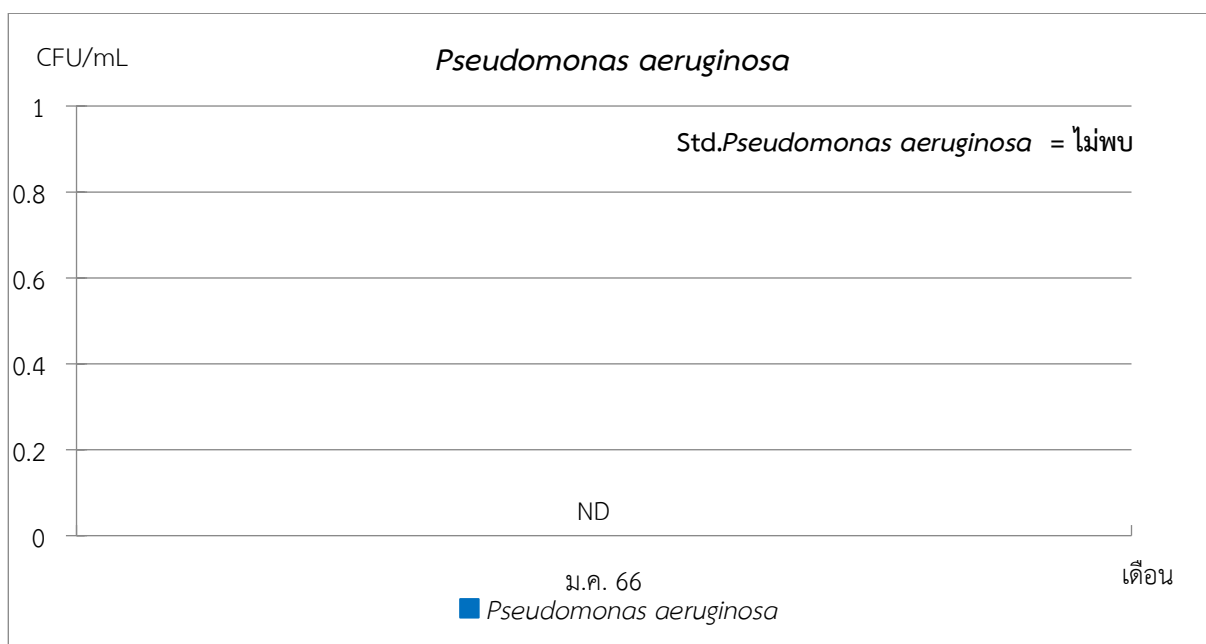 CFU/mL
Pseudomonas aeruginosa
1
Std.Pseudomonas aeruginosa = ไม่พบ
0.8
0.6
0.4
0.2
ND
0
ม.ค. 66
เดือน
Pseudomonas aeruginosa